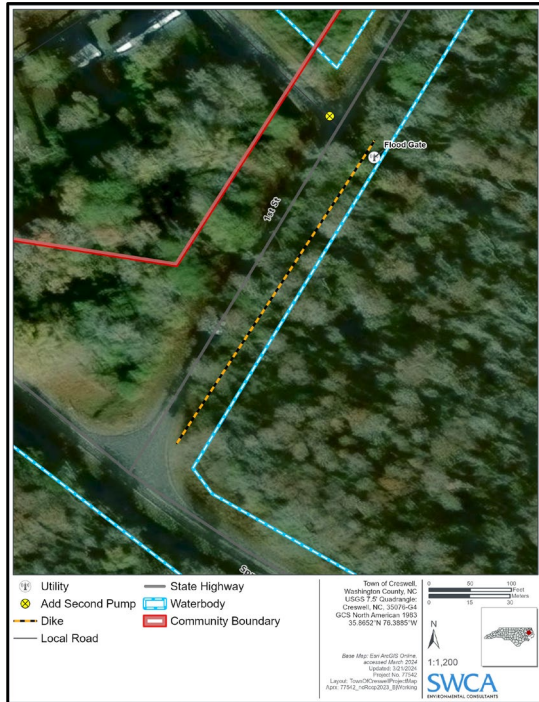 Flood Gate
1st St
Utility
Add Second Pump
Dike
Local Road
State Highway
Waterbody
Community Boundary
Town of Creswell,
Washington County, NC
USGS 7.5' Quadrangle:
Creswell, NC, 35076-G4
GCS North American 1983
35.8652°N 76.3885°W
Base Map: Esri ArcGIS Online,
accessed March 2024
Updated: 3/21/2024
Project No. 77542
Layout: TownOfCreswellProjectMap
0 50 100
Feet
Meters
0 15 30
N
1:1,200
SWCA
ENVIRONMENTAL CONSULTANTS